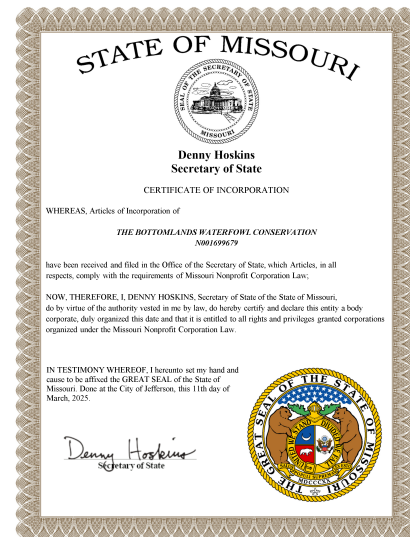 STATE OF MISSOURI
SEAL OF THE SECRETARY OF STATE
MISSOURI
Denny Hoskins
Secretary of State
CERTIFICATE OF INCORPORATION
WHEREAS, Articles of Incorporation of
THE BOTTOMLANDS WATERFOWL CONSERVATION
N001699679
have been received and filed in the Office of the Secretary of State, which Articles, in all
respects, comply with the requirements of Missouri Nonprofit Corporation Law;
NOW, THEREFORE, I, DENNY HOSKINS, Secretary of State of the State of Missouri,
do by virtue of the authority vested in me by law, do hereby certify and declare this entity a body
corporate, duly organized this date and that it is entitled to all rights and privileges granted corporations
organized under the Missouri Nonprofit Corporation Law.
IN TESTIMONY WHEREOF, I hereunto set my hand and
cause to be affixed the GREAT SEAL of the State of
Missouri. Done at the City of Jefferson, this 11th day of
March, 2025.
Denny Hoskins
Secretary of State
THE GREAT SEAL OF THE STATE OF MISSOURI
MDCCCXX